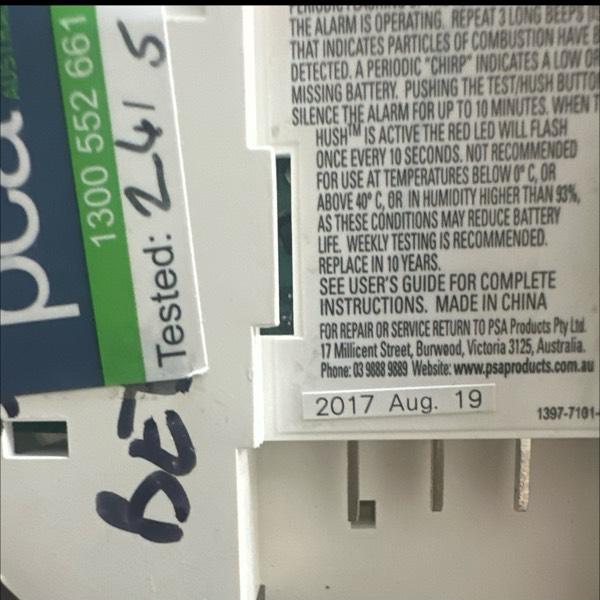 THE ALARM IS OPERATING. REPEAT 3 LONG BEEPS
THAT INDICATES PARTICLES OF COMBUSTION HAVE
DETECTED. A PERIODIC "CHIRP" INDICATES A LOW OR
MISSING BATTERY. PUSHING THE TEST/HUSH BUTTO
SILENCE THE ALARM FOR UP TO 10 MINUTES. WHEN T
HUSH™ IS ACTIVE THE RED LED WILL FLASH
ONCE EVERY 10 SECONDS. NOT RECOMMENDED
FOR USE AT TEMPERATURES BELOW 0° C, OR
ABOVE 40° C, OR IN HUMIDITY HIGHER THAN 93%,
AS THESE CONDITIONS MAY REDUCE BATTERY
LIFE. WEEKLY TESTING IS RECOMMENDED.
REPLACE IN 10 YEARS.
SEE USER'S GUIDE FOR COMPLETE
INSTRUCTIONS. MADE IN CHINA
FOR REPAIR OR SERVICE RETURN TO PSA Products Pty Ltd.
17 Millicent Street, Burwood, Victoria 3125, Australia.
Phone: 03 9888 9889 Website: www.psaproducts.com.au
2017 Aug. 19
1397-7101-
1300 552 661
Tested: 24/5